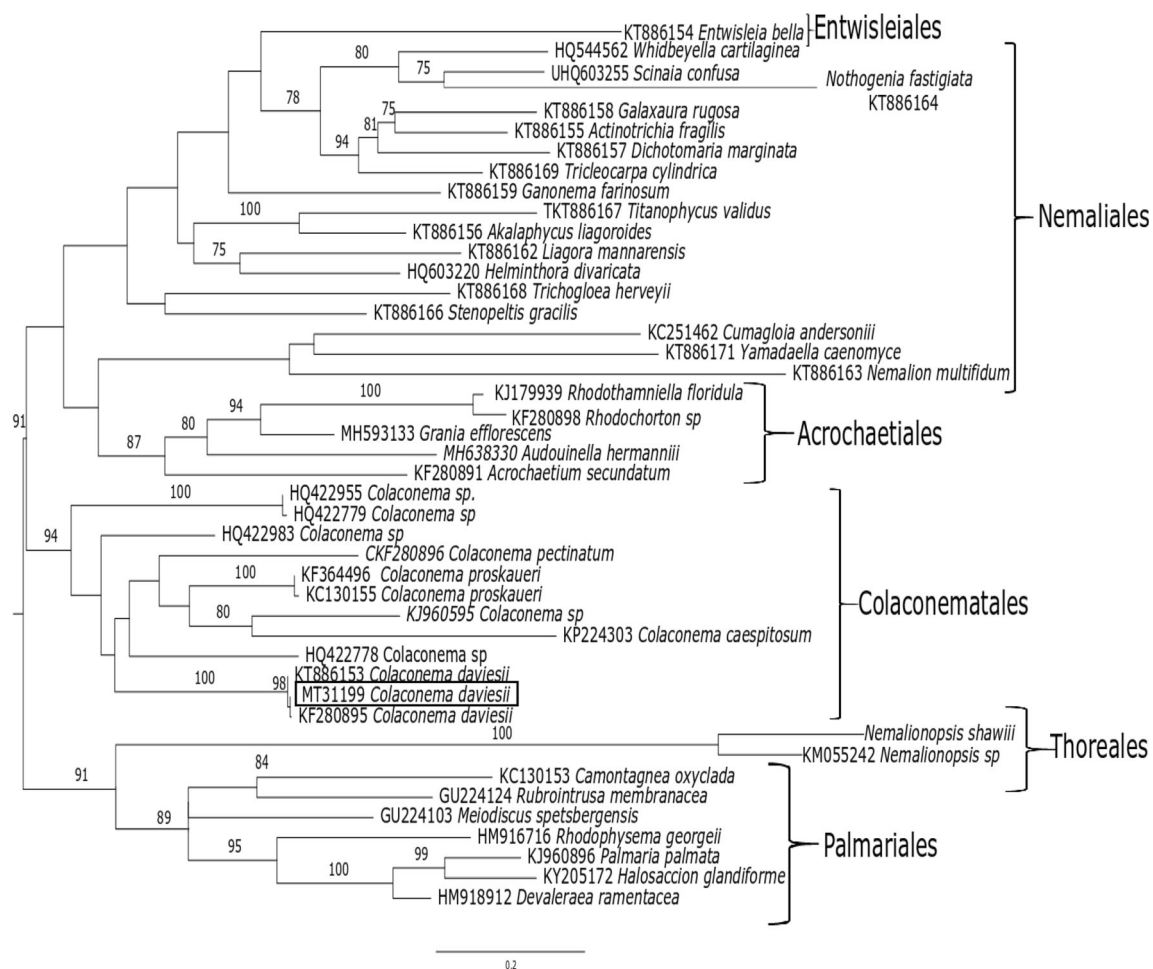 KT886154 Entwisleia bella
Entwisleiales
80
HQ544562 Whidbeyella cartilaginea
75
UHQ603255 Scinaia confusa
Nothogenia fastigiata
KT886164
78
75
KT886158 Galaxaura rugosa
81
KT886155 Actinotrichia fragilis
94
KT886157 Dichotomaria marginata
KT886169 Tricleocarpa cylindrica
KT886159 Ganonema farinosum
100
TKT886167 Titanophycus validus
Nemaliales
KT886156 Akalaphycus liagoroides
75
KT886162 Liagora mannarensis
HQ603220 Helminthora divaricata
KT886168 Trichogloea herveyii
KT886166 Stenopeltis gracilis
KC251462 Cumagloia andersoniii
KT886171 Yamadaella caenomyce
KT886163 Nemalion multifidum
91
100
KJ179939 Rhodothamniella floridula
94
KF280898 Rhodochorton sp
80
MH593133 Grania efflorescens
Acrochaetiales
87
MH638330 Audouinella hermanniii
KF280891 Acrochaetium secundatum
100
HQ422955 Colaconema sp.
HQ422779 Colaconema sp
94
HQ422983 Colaconema sp
CKF280896 Colaconema pectinatum
100
KF364496 Colaconema proskaueri
KC130155 Colaconema proskaueri
Colaconematales
80
KJ960595 Colaconema sp
KP224303 Colaconema caespitosum
HQ422778 Colaconema sp
100
98
KT886153 Colaconema daviesii
MT31199 Colaconema daviesii
KF280895 Colaconema daviesii
100
Nemalionopsis shawiii
KM055242 Nemalionopsis sp
Thoreales
91
84
KC130153 Camontagnea oxyclada
GU224124 Rubrointrusa membranacea
89
GU224103 Meiodiscus spetsbergensis
95
HM916716 Rhodophysema georgeii
Palmariales
99
KJ960896 Palmaria palmata
100
KY205172 Halosaccion glandiforme
HM918912 Devaleraea ramentacea
0.2